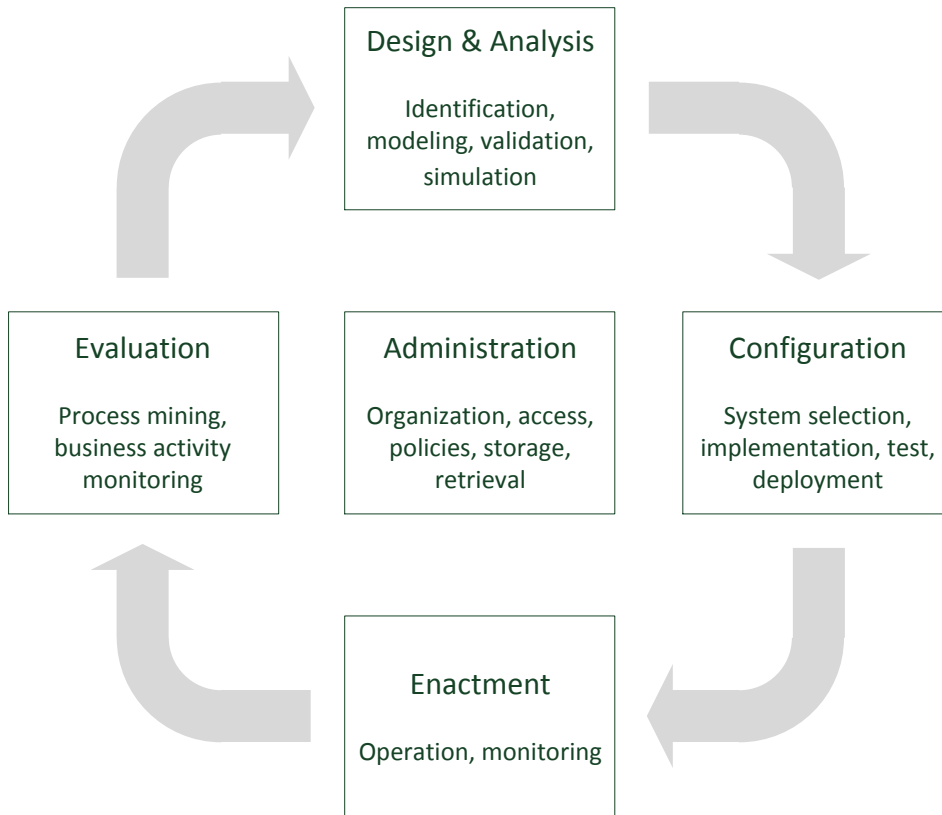 Design & Analysis
Identification,
modeling, validation,
simulation
Evaluation
Process mining,
business activity
monitoring
Administration
Organization, access,
policies, storage,
retrieval
Configuration
System selection,
implementation, test,
deployment
Enactment
Operation, monitoring